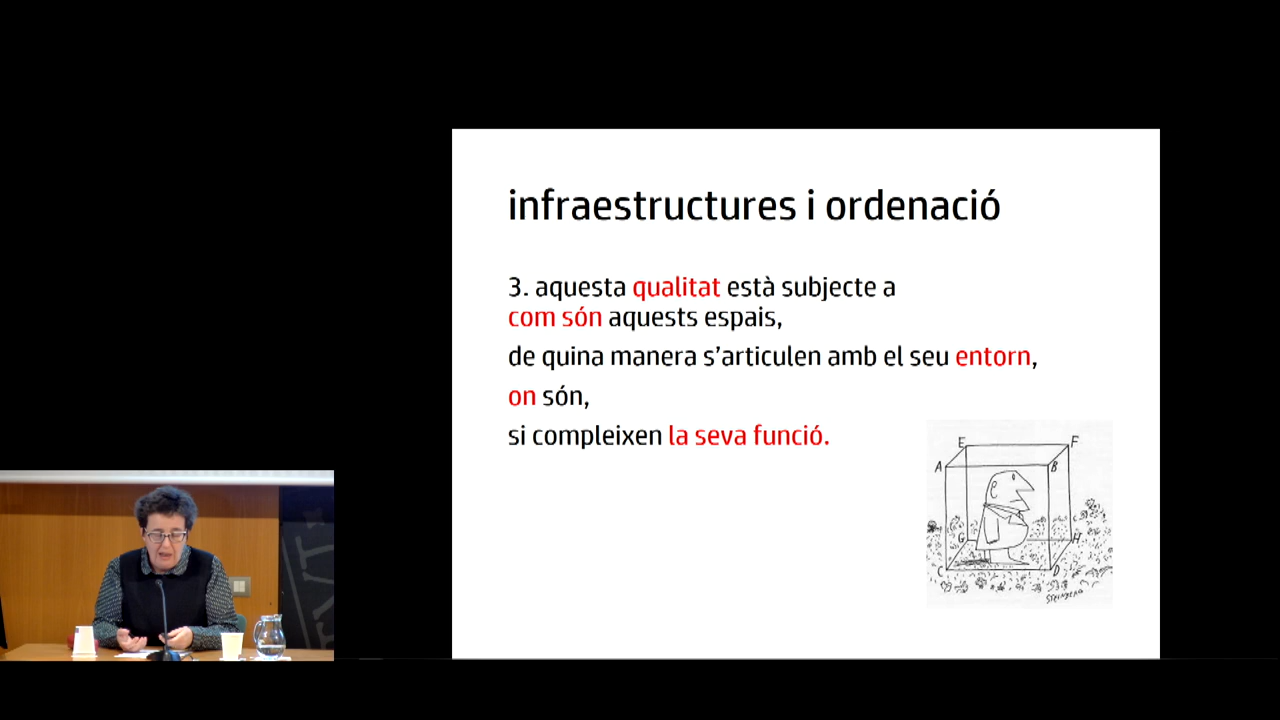 infraestructures i ordenació
3. aquesta qualitat està subjecte a
com són aquests espais,
de quina manera s'articulen amb el seu entorn,
on són,
si compleixen la seva funció.
E F
A B
G H
C D
STEINBERG